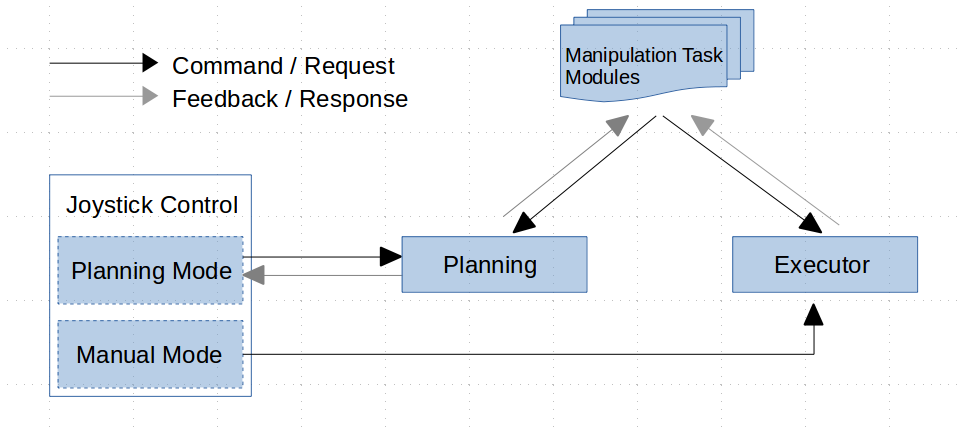 Command / Request
Feedback / Response
Manipulation Task
Modules
Joystick Control
Planning Mode
Manual Mode
Planning
Executor